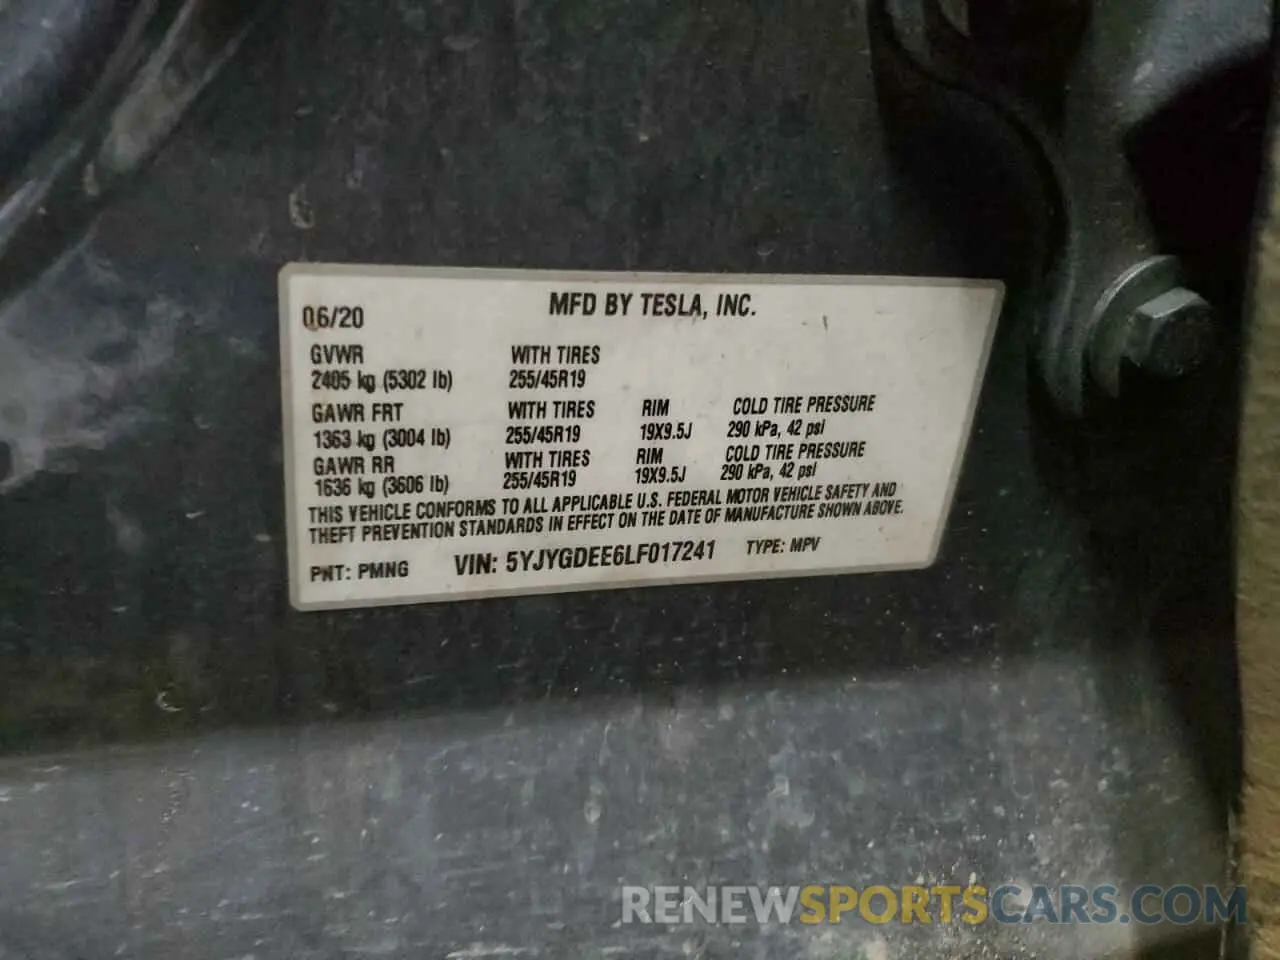 06/20 MFD BY TESLA, INC.
GVWR WITH TIRES
2405 kg (5302 lb) 255/45R19
GAWR FRT WITH TIRES RIM COLD TIRE PRESSURE
1363 kg (3004 lb) 255/45R19 19X9.5J 290 kPa, 42 psi
GAWR RR WITH TIRES RIM COLD TIRE PRESSURE
1636 kg (3606 lb) 255/45R19 19X9.5J 290 kPa, 42 psi
THIS VEHICLE CONFORMS TO ALL APPLICABLE U.S. FEDERAL MOTOR VEHICLE SAFETY AND
THEFT PREVENTION STANDARDS IN EFFECT ON THE DATE OF MANUFACTURE SHOWN ABOVE.
PNT: PMNG VIN: 5YJYGDEE6LF017241 TYPE: MPV
RENEWSPORTSCARS.COM